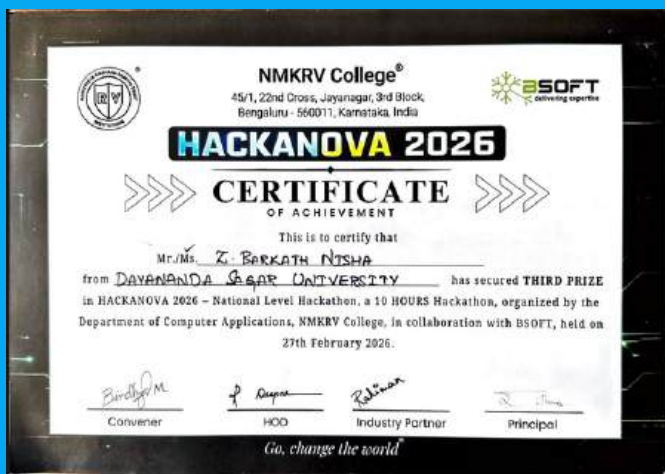 NMKRV College®
45/1, 22nd Cross, Jayanagar, 3rd Block,
Bengaluru - 560011, Karnataka, India
RV
BSOFT
delivering expertise
HACKANOVA 2026
CERTIFICATE
OF ACHIEVEMENT
This is to certify that
Mr./Ms. Z. BARKATH NISHA
from DAYANANDA SAGAR UNIVERSITY has secured THIRD PRIZE
in HACKANOVA 2026 – National Level Hackathon, a 10 HOURS Hackathon, organized by the
Department of Computer Applications, NMKRV College, in collaboration with BSOFT, held on
27th February 2026.
Convener HOD Industry Partner Principal
Go, change the world®